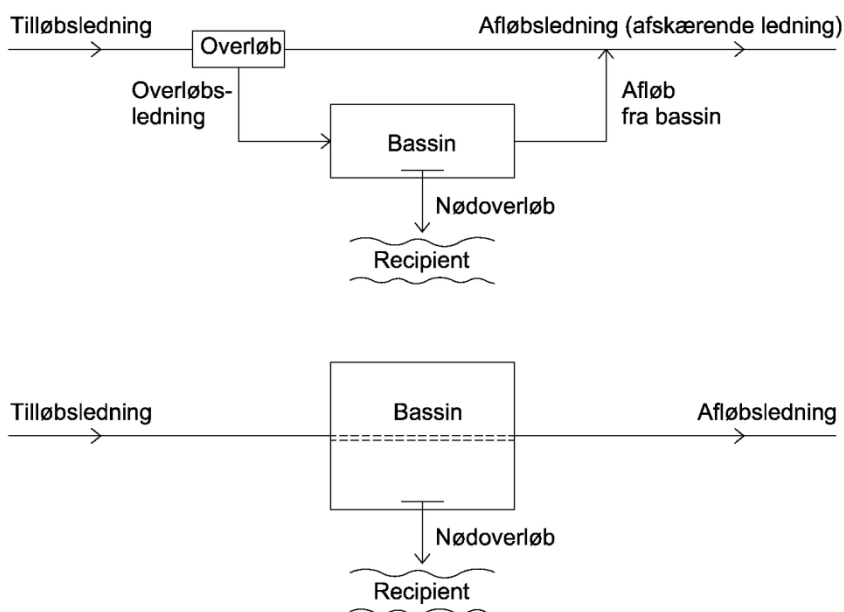 Tilløbsledning
Overløb
Afløbsledning (afskærende ledning)
Overløbs-
ledning
Bassin
Afløb
fra bassin
Nødoverløb
Recipient
Tilløbsledning
Bassin
Afløbsledning
Nødoverløb
Recipient